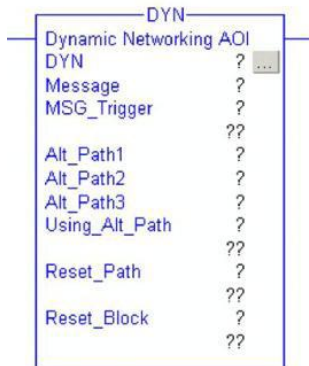 DYN
Dynamic Networking AOI
DYN ? ...
Message ?
MSG_Trigger ?
??
Alt_Path1 ?
Alt_Path2 ?
Alt_Path3 ?
Using_Alt_Path ?
??
Reset_Path ?
??
Reset_Block ?
??